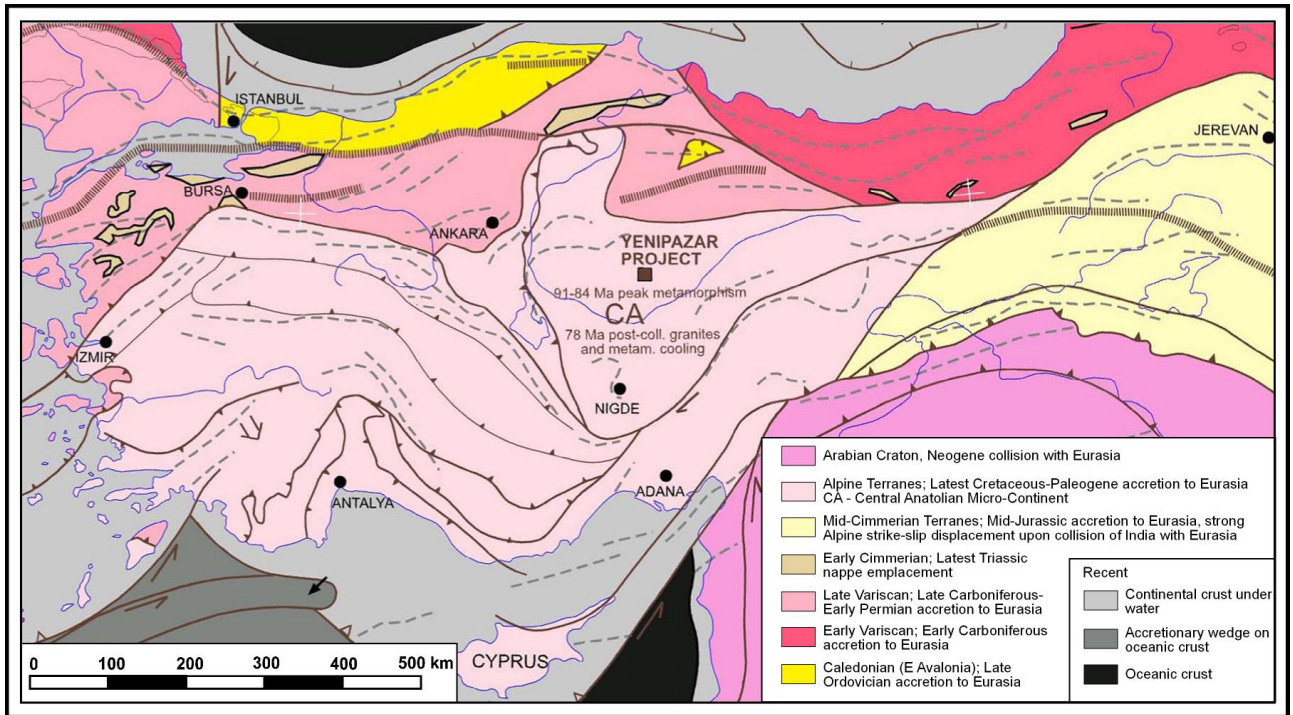 ISTANBUL
JEREVAN
BURSA
ANKARA
YENIPAZAR
PROJECT
91-84 Ma peak metamorphism
CA
78 Ma post-coll. granites
and metam. cooling
IZMIR
NIGDE
ANTALYA
ADANA
CYPRUS
0 100 200 300 400 500 km
Arabian Craton, Neogene collision with Eurasia
Alpine Terranes; Latest Cretaceous-Paleogene accretion to Eurasia
CA - Central Anatolian Micro-Continent
Mid-Cimmerian Terranes; Mid-Jurassic accretion to Eurasia, strong
Alpine strike-slip displacement upon collision of India with Eurasia
Early Cimmerian; Latest Triassic
nappe emplacement
Late Variscan; Late Carboniferous-
Early Permian accretion to Eurasia
Early Variscan; Early Carboniferous
accretion to Eurasia
Caledonian (E Avalonia); Late
Ordovician accretion to Eurasia
Recent
Continental crust under
water
Accretionary wedge on
oceanic crust
Oceanic crust